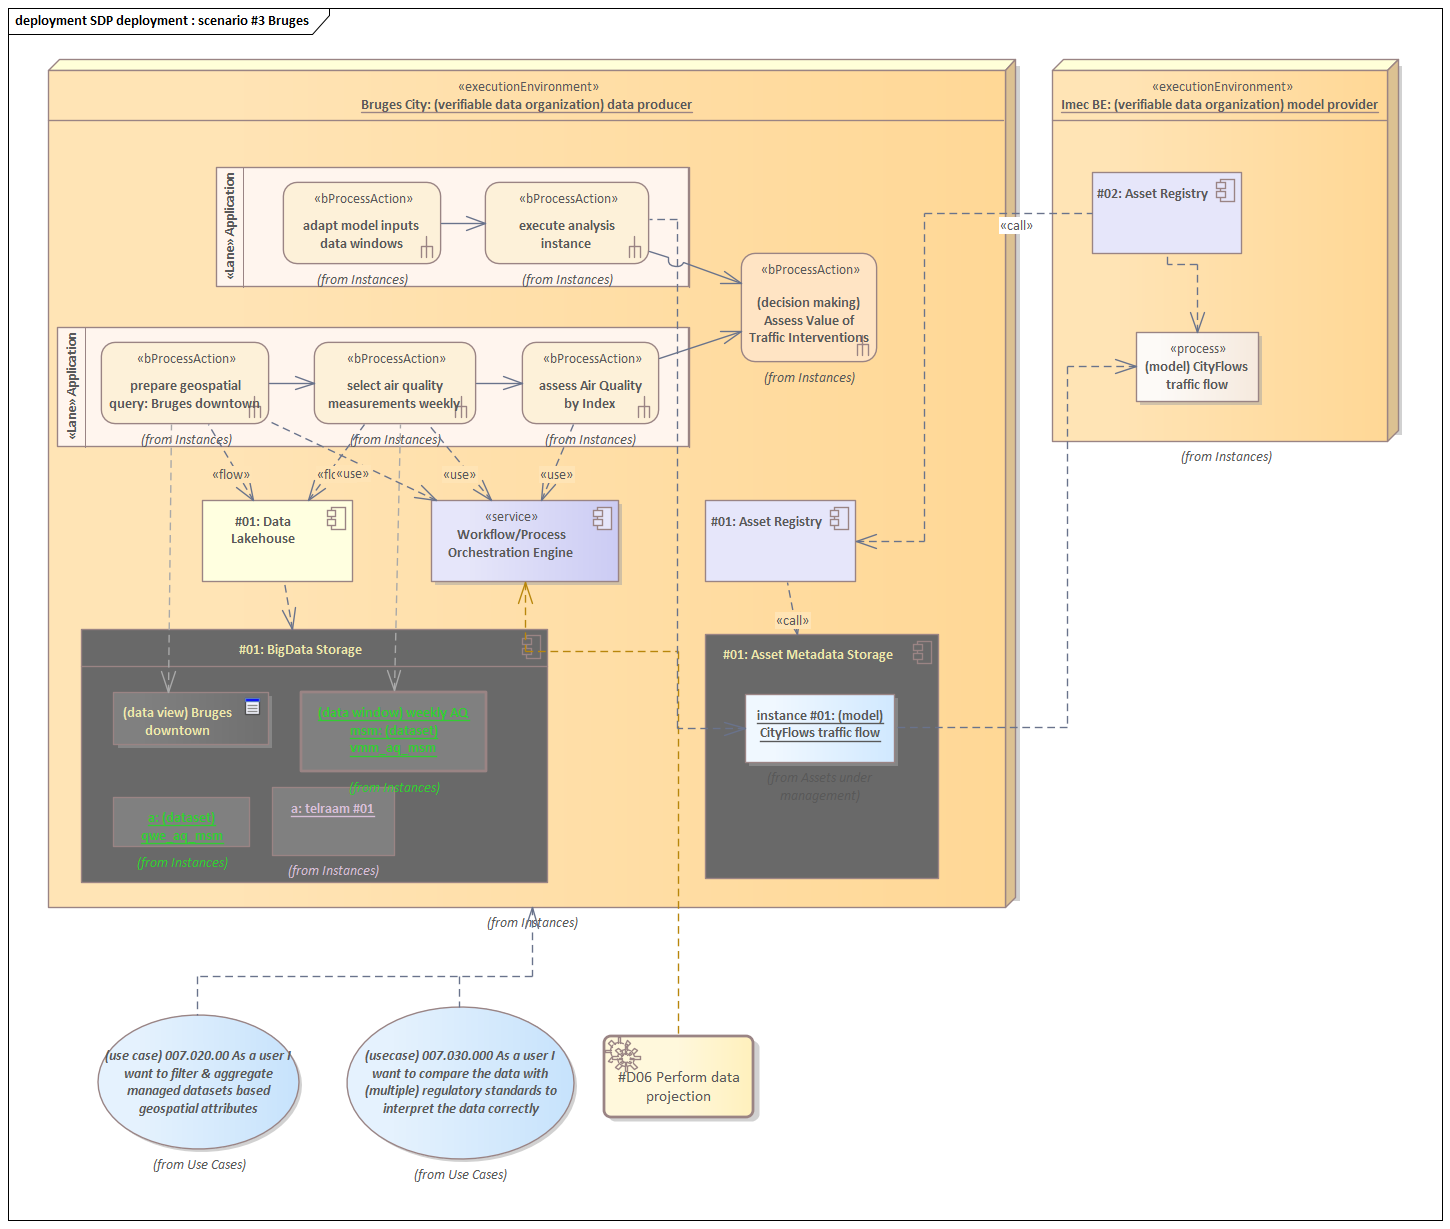 deployment SDP deployment : scenario #3 Bruges
«executionEnvironment»
Bruges City: (verifiable data organization) data producer
«executionEnvironment»
Imec BE: (verifiable data organization) model provider
«Lane» Application
«bProcessAction»
adapt model inputs
data windows
(from Instances)
«bProcessAction»
execute analysis
instance
(from Instances)
#02: Asset Registry
«call»
«bProcessAction»
(decision making)
Assess Value of
Traffic Interventions
(from Instances)
«process»
(model) CityFlows
traffic flow
(from Instances)
«Lane» Application
«bProcessAction»
prepare geospatial
query: Bruges downtown
(from Instances)
«bProcessAction»
select air quality
measurements weekly
(from Instances)
«bProcessAction»
assess Air Quality
by Index
(from Instances)
«flow»
«flo
«use»
«use»
«use»
#01: Data
Lakehouse
«service»
Workflow/Process
Orchestration Engine
#01: Asset Registry
«call»
#01: BigData Storage
(data view) Bruges
downtown
(data window) weekly AQ
msm: (dataset)
vmm_aq_msm
(from Instances)
a: (dataset)
qwe_aq_msm
(from Instances)
a: telraam #01
(from Instances)
#01: Asset Metadata Storage
instance #01: (model)
CityFlows traffic flow
(from Assets under
management)
(from Instances)
(use case) 007.020.00 As a user I
want to filter & aggregate
managed datasets based
geospatial attributes
(from Use Cases)
(usecase) 007.030.000 As a user I
want to compare the data with
(multiple) regulatory standards to
interpret the data correctly
(from Use Cases)
#D06 Perform data
projection